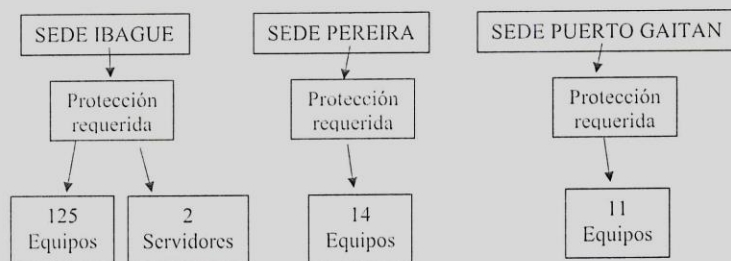 SEDE IBAGUE
SEDE PEREIRA
SEDE PUERTO GAITAN
Protección
requerida
Protección
requerida
Protección
requerida
125
Equipos
2
Servidores
14
Equipos
11
Equipos